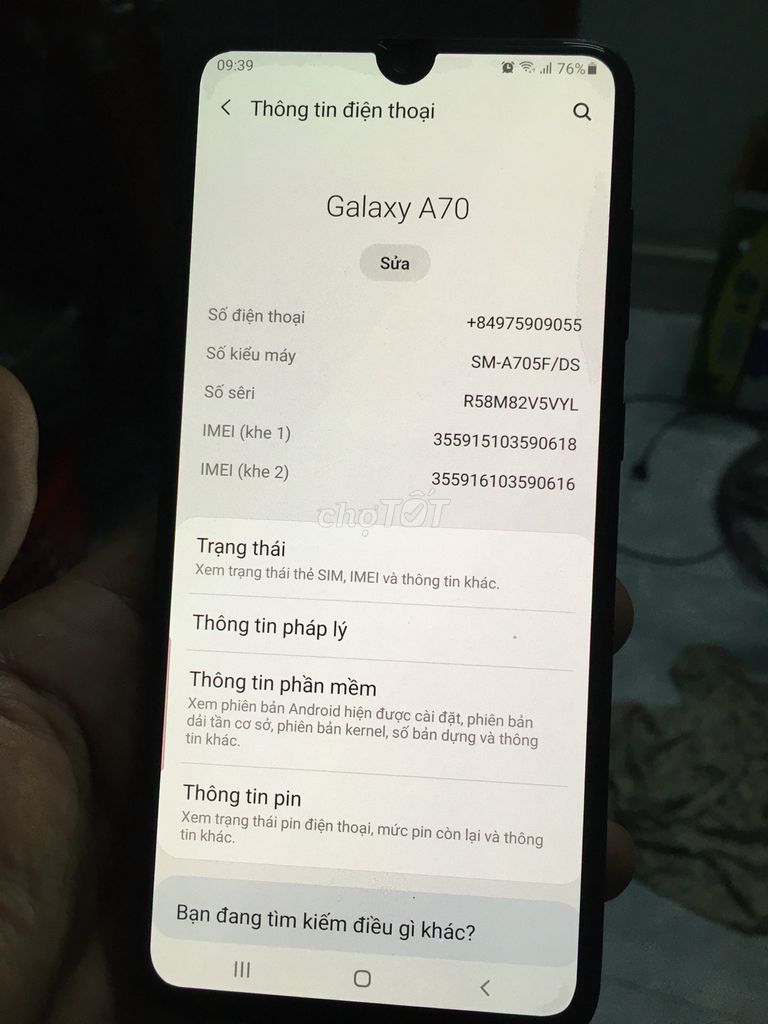 09:39 76%
Thông tin điện thoại
Galaxy A70
Sửa
Số điện thoại +84975909055
Số kiểu máy SM-A705F/DS
Số sêri R58M82V5VYL
IMEI (khe 1) 355915103590618
IMEI (khe 2) 355916103590616
chợTỐT
Trạng thái
Xem trạng thái thẻ SIM, IMEI và thông tin khác.
Thông tin pháp lý
Thông tin phần mềm
Xem phiên bản Android hiện được cài đặt, phiên bản
dải tần cơ sở, phiên bản kernel, số bản dựng và thông
tin khác.
Thông tin pin
Xem trạng thái pin điện thoại, mức pin còn lại và thông
tin khác.
Bạn đang tìm kiếm điều gì khác?